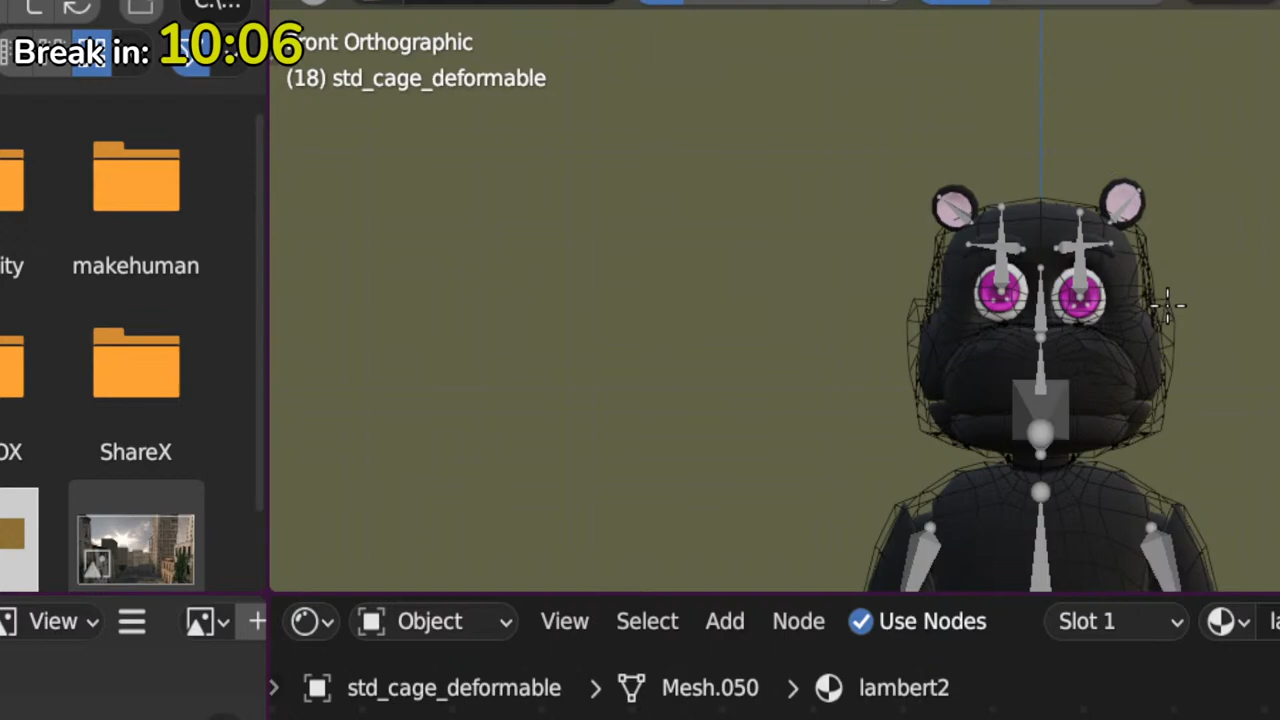 C:\...
Break in: 10:06
ront Orthographic
(18) std_cage_deformable
ity
makehuman
OX
ShareX
View
Object
View
Select
Add
Node
Use Nodes
Slot 1
std_cage_deformable
Mesh.050
lambert2